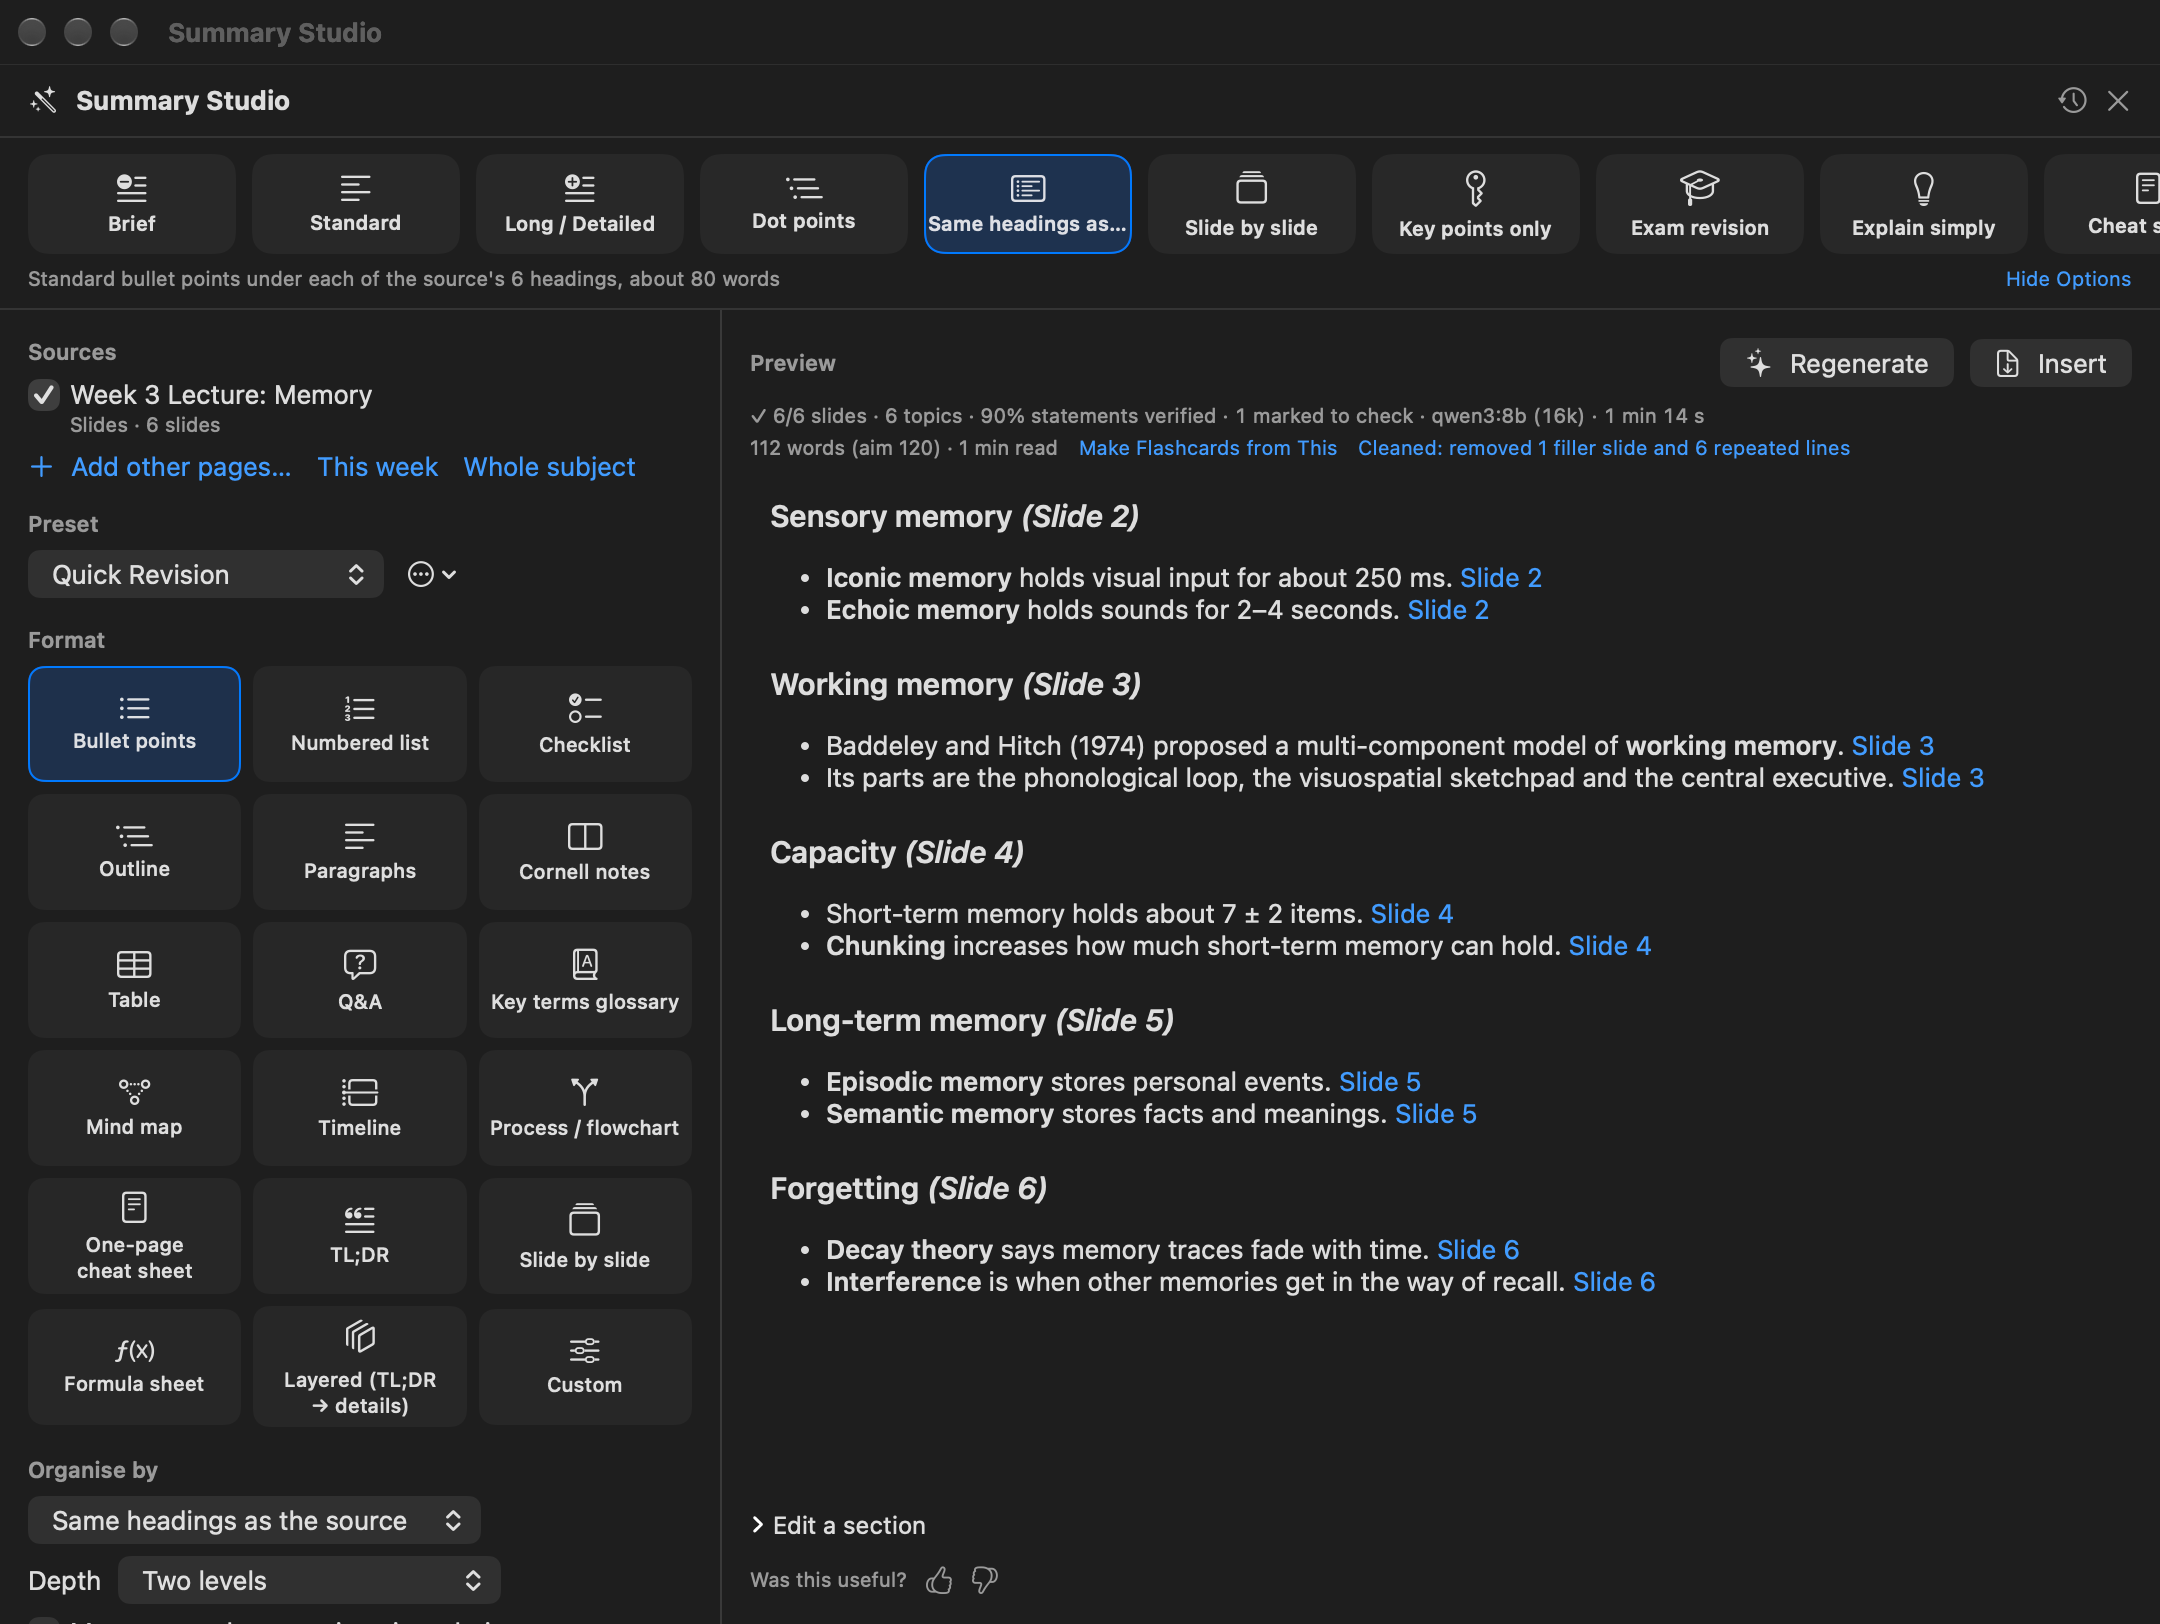 Summary Studio
Summary Studio
Brief
Standard
Long / Detailed
Dot points
Same headings as...
Slide by slide
Key points only
Exam revision
Explain simply
Cheat
Standard bullet points under each of the source's 6 headings, about 80 words
Hide Options
Sources
Week 3 Lecture: Memory
Slides · 6 slides
+ Add other pages... This week Whole subject
Preset
Quick Revision
Format
Bullet points
Numbered list
Checklist
Outline
Paragraphs
Cornell notes
Table
Q&A
Key terms glossary
Mind map
Timeline
Process / flowchart
One-page
cheat sheet
TL;DR
Slide by slide
f(x)
Formula sheet
Layered (TL;DR
→ details)
Custom
Organise by
Same headings as the source
Depth Two levels
Preview
Regenerate
Insert
✓ 6/6 slides · 6 topics · 90% statements verified · 1 marked to check · qwen3:8b (16k) · 1 min 14 s
112 words (aim 120) · 1 min read Make Flashcards from This Cleaned: removed 1 filler slide and 6 repeated lines
Sensory memory (Slide 2)
• Iconic memory holds visual input for about 250 ms. Slide 2
• Echoic memory holds sounds for 2–4 seconds. Slide 2
Working memory (Slide 3)
• Baddeley and Hitch (1974) proposed a multi-component model of working memory. Slide 3
• Its parts are the phonological loop, the visuospatial sketchpad and the central executive. Slide 3
Capacity (Slide 4)
• Short-term memory holds about 7 ± 2 items. Slide 4
• Chunking increases how much short-term memory can hold. Slide 4
Long-term memory (Slide 5)
• Episodic memory stores personal events. Slide 5
• Semantic memory stores facts and meanings. Slide 5
Forgetting (Slide 6)
• Decay theory says memory traces fade with time. Slide 6
• Interference is when other memories get in the way of recall. Slide 6
Edit a section
Was this useful?